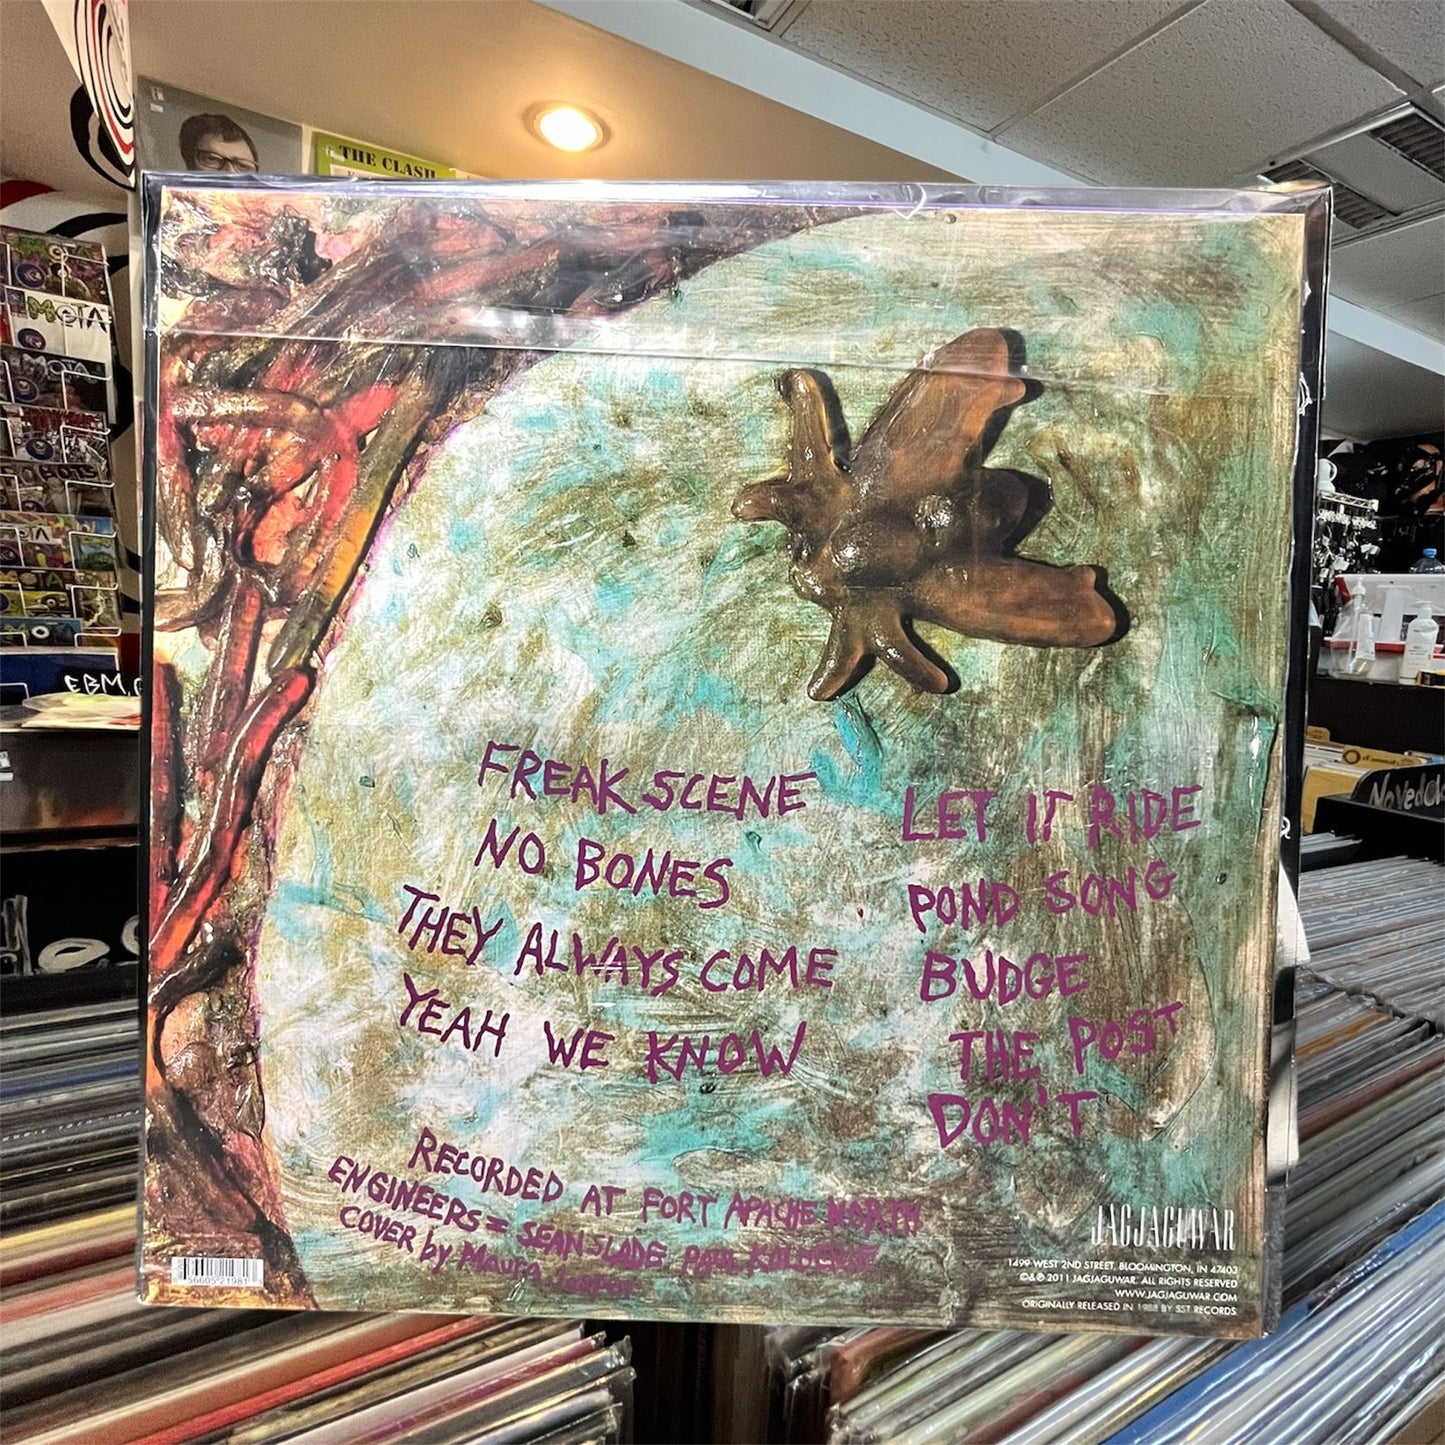 THE CLASH
EBM,
FREAK SCENE
NO BONES
THEY ALWAYS COME
YEAH WE KNOW
LET IT RIDE
POND SONG
BUDGE
THE POST
DON'T
RECORDED AT FORT APACHE NORTH
ENGINEERS = SEAN SLADE PAUL KOLDERIE
COVER by Maura Jasper
56605 21981
JAGJAGUWAR
1499 WEST 2ND STREET, BLOOMINGTON, IN 47403
©&℗ 2011 JAGJAGUWAR. ALL RIGHTS RESERVED
WWW.JAGJAGUWAR.COM
ORIGINALLY RELEASED IN 1988 BY SST RECORDS